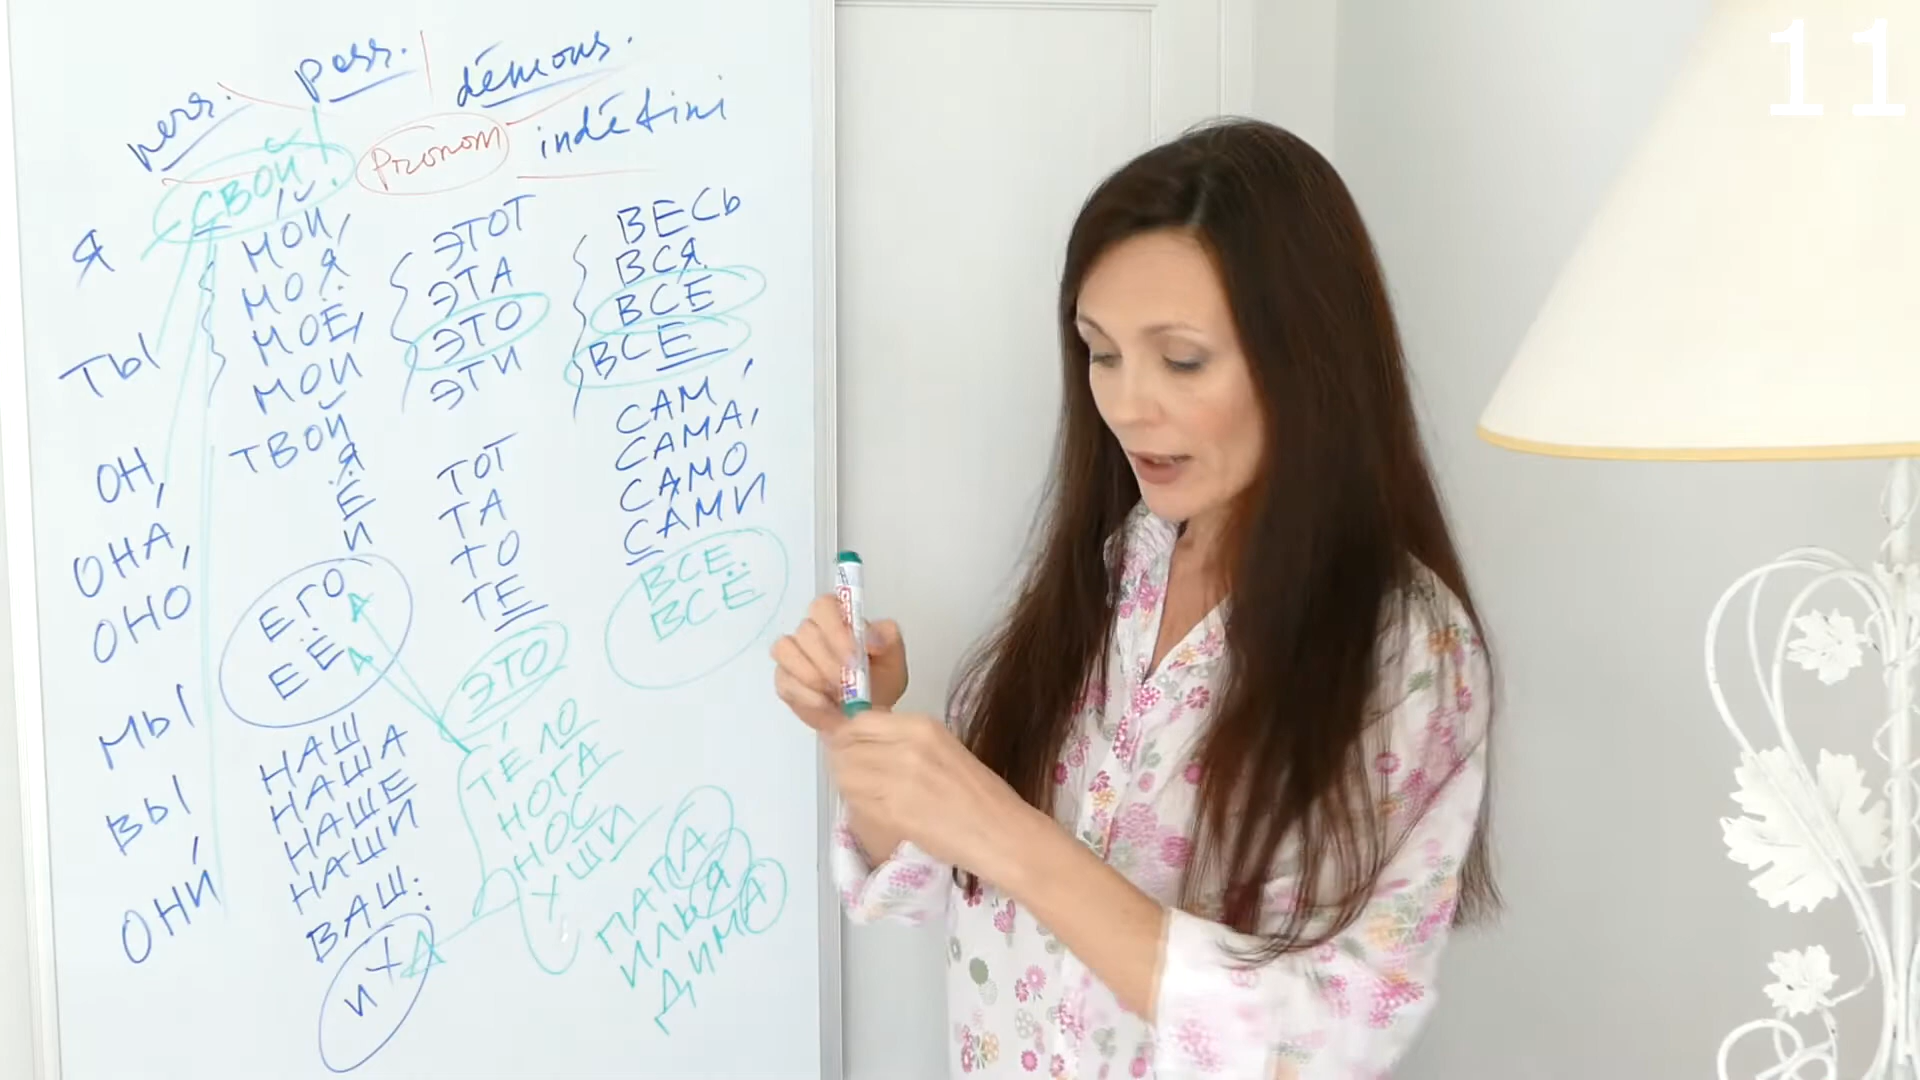 pers. poss. démons.
Pronom indéfini
СВОЙ!
Я
ТЫ
ОН,
ОНА,
ОНО
МЫ
ВЫ
ОНИ
МОЙ,
МОЯ
МОЁ,
МОИ
ТВОЙ
Я
Ё
И
ЕГО
ЕЁ
НАШ
НАША
НАШЕ
НАШИ
ВАШ:
ИХ
ЭТОТ
ЭТА
ЭТО
ЭТИ
ТОТ
ТА
ТО
ТЕ
ЭТО
ТЕЛО
НОГА
НОС
УШИ
ВЕСЬ
ВСЯ
ВСЕ
ВСЕ
САМ,
САМА,
САМО
САМИ
ВСЕ
ВСЁ
ПАПА
ИЛЬЯ
ДИМА
11